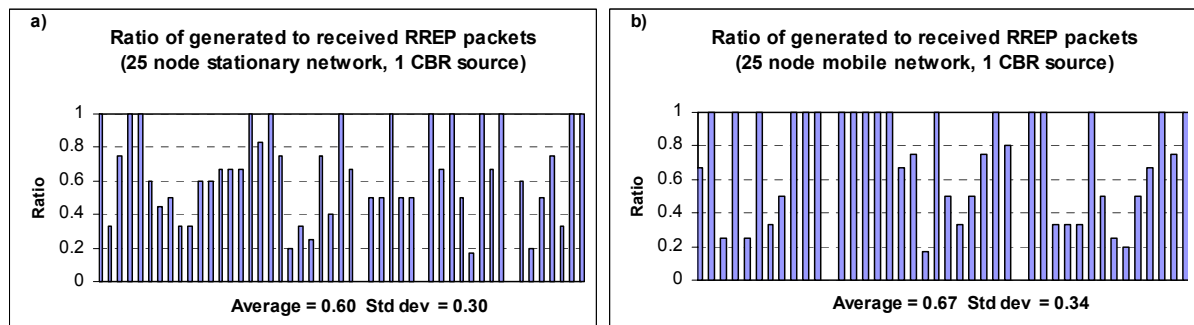 a)
Ratio of generated to received RREP packets
(25 node stationary network, 1 CBR source)
1
0.8
0.6
0.4
0.2
0
Ratio
Average = 0.60 Std dev = 0.30
b)
Ratio of generated to received RREP packets
(25 node mobile network, 1 CBR source)
1
0.8
0.6
0.4
0.2
0
Ratio
Average = 0.67 Std dev = 0.34